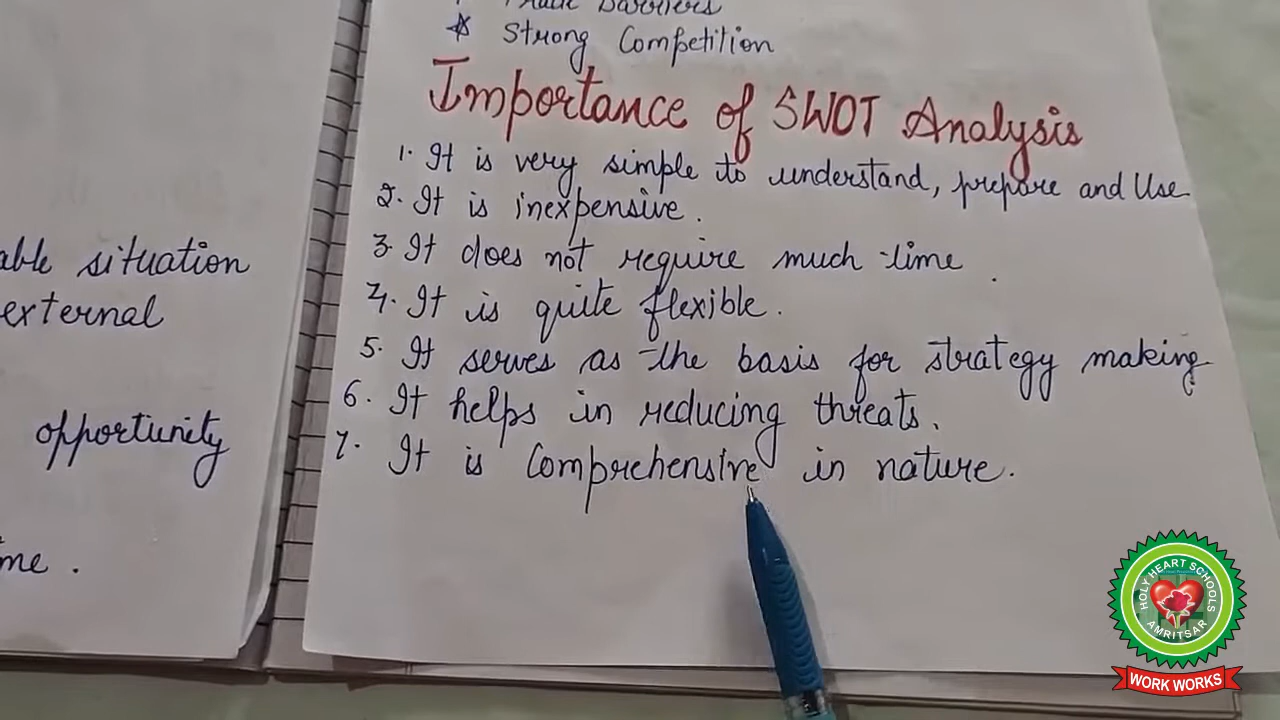 Barriers
* Strong Competition
Importance of SWOT Analysis
1. It is very simple to understand, prepare and Use
2. It is inexpensive.
3. It does not require much time
4. It is quite flexible.
5. It serves as the basis for strategy making
6. It helps in reducing threats.
7. It is Comprehensive in nature.
able situation
external
opportunity
me.
HOLY HEART SCHOOLS
AMRITSAR
WORK WORKS